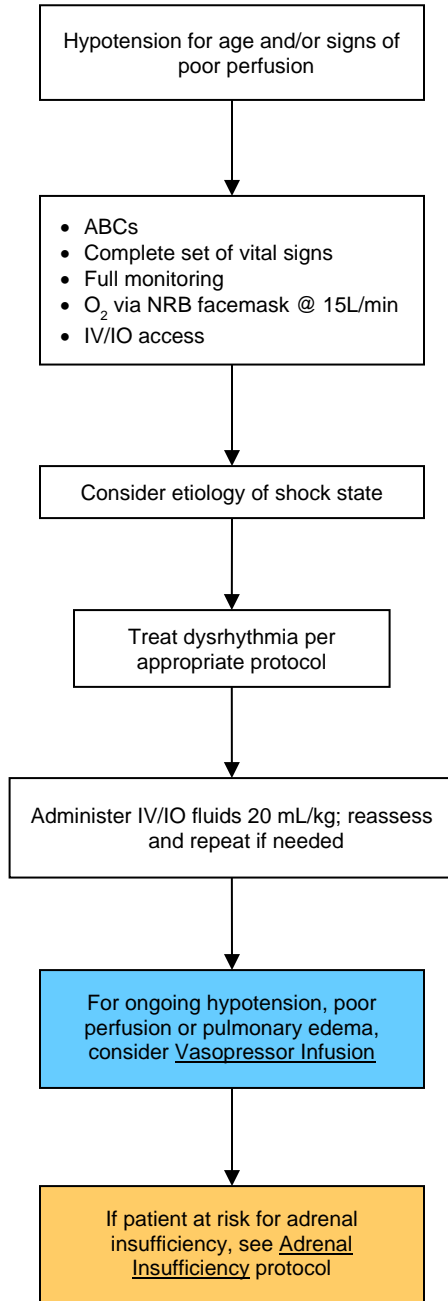 Hypotension for age and/or signs of
poor perfusion
• ABCs
• Complete set of vital signs
• Full monitoring
• O₂ via NRB facemask @ 15L/min
• IV/IO access
Consider etiology of shock state
Treat dysrhythmia per
appropriate protocol
Administer IV/IO fluids 20 mL/kg; reassess
and repeat if needed
For ongoing hypotension, poor
perfusion or pulmonary edema,
consider Vasopressor Infusion
If patient at risk for adrenal
insufficiency, see Adrenal
Insufficiency protocol